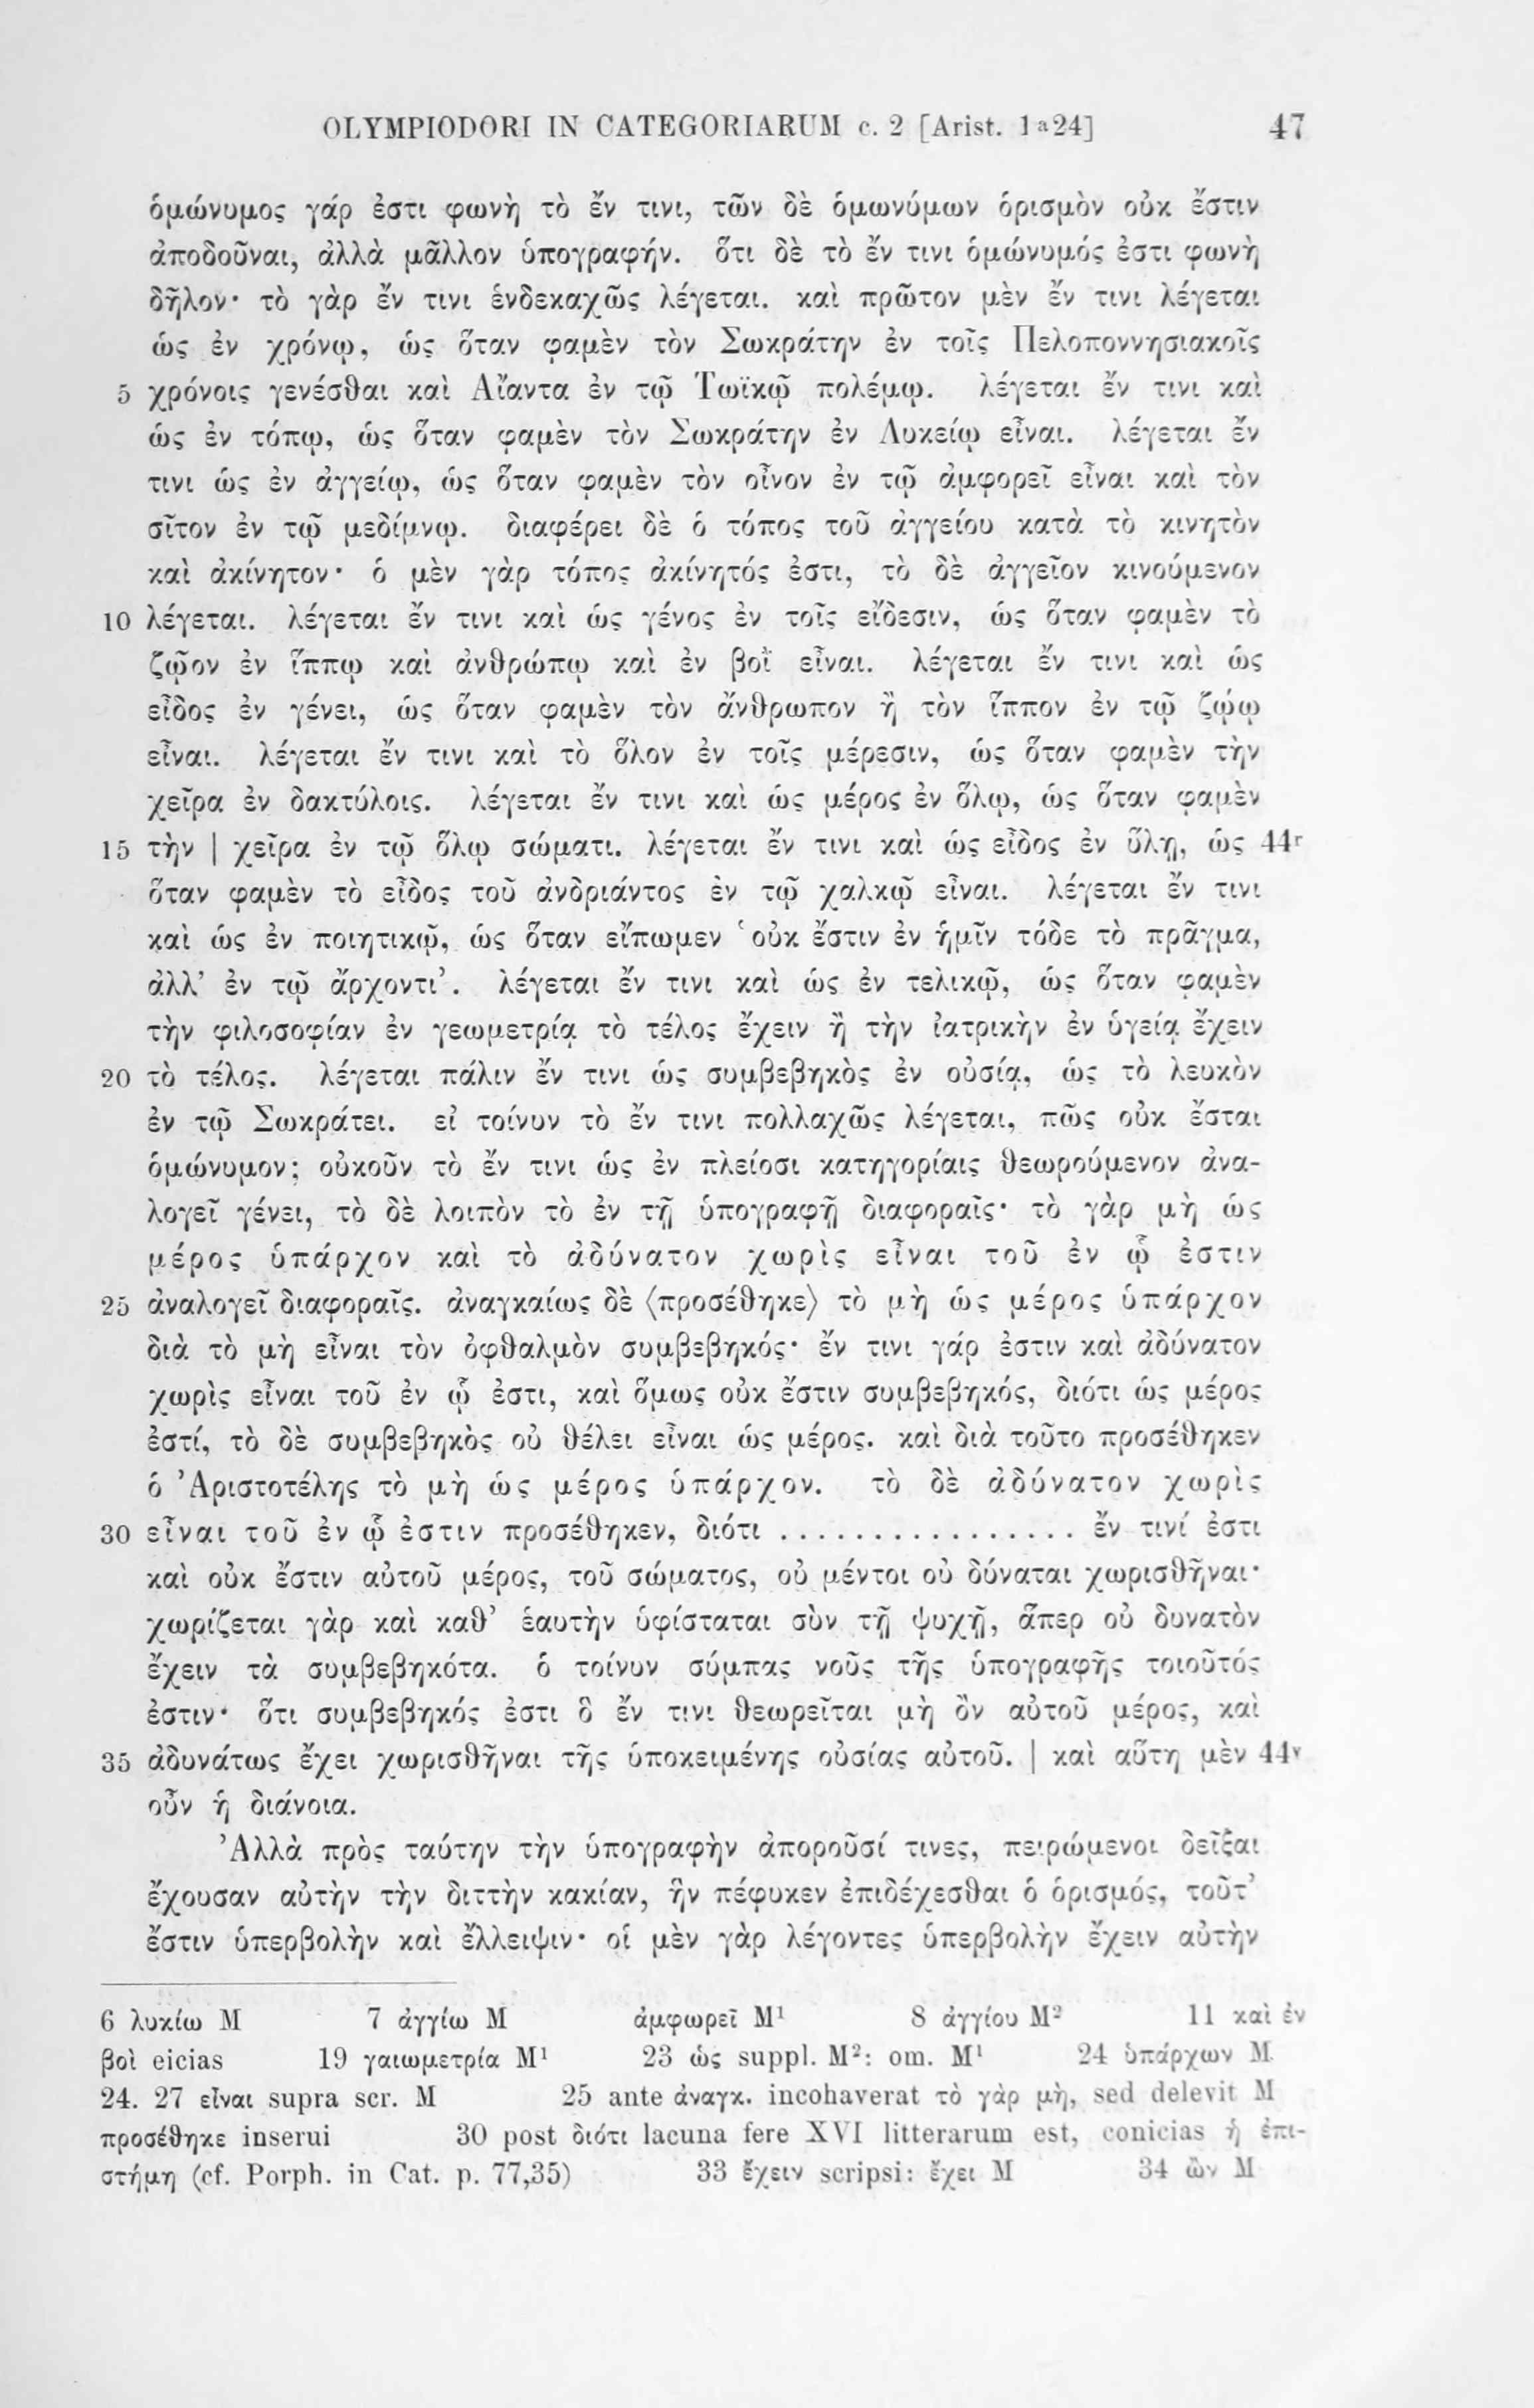 OLYMPIODORI IN CATEGORIARUM c. 2 [Arist. 1ᵃ24] 47
ὁμώνυμος γάρ ἐστι φωνὴ τὸ ἔν τινι, τῶν δὲ ὁμωνύμων ὁρισμὸν οὐκ ἔστιν
ἀποδοῦναι, ἀλλὰ μᾶλλον ὑπογραφήν. ὅτι δὲ τὸ ἔν τινι ὁμώνυμός ἐστι φωνὴ
δῆλον· τὸ γὰρ ἔν τινι ἑνδεκαχῶς λέγεται. καὶ πρῶτον μὲν ἔν τινι λέγεται
ὡς ἐν χρόνῳ, ὡς ὅταν φαμὲν τὸν Σωκράτην ἐν τοῖς Πελοποννησιακοῖς
5 χρόνοις γενέσθαι καὶ Αἴαντα ἐν τῷ Τωϊκῷ πολέμῳ. λέγεται ἔν τινι καὶ
ὡς ἐν τόπῳ, ὡς ὅταν φαμὲν τὸν Σωκράτην ἐν Λυκείῳ εἶναι. λέγεται ἔν
τινι ὡς ἐν ἀγγείῳ, ὡς ὅταν φαμὲν τὸν οἶνον ἐν τῷ ἀμφορεῖ εἶναι καὶ τὸν
σῖτον ἐν τῷ μεδίμνῳ. διαφέρει δὲ ὁ τόπος τοῦ ἀγγείου κατὰ τὸ κινητὸν
καὶ ἀκίνητον· ὁ μὲν γὰρ τόπος ἀκίνητός ἐστι, τὸ δὲ ἀγγεῖον κινούμενον
10 λέγεται. λέγεται ἔν τινι καὶ ὡς γένος ἐν τοῖς εἴδεσιν, ὡς ὅταν φαμὲν τὸ
ζῷον ἐν ἵππῳ καὶ ἀνθρώπῳ καὶ ἐν βοῒ εἶναι. λέγεται ἔν τινι καὶ ὡς
εἶδος ἐν γένει, ὡς ὅταν φαμὲν τὸν ἄνθρωπον ἢ τὸν ἵππον ἐν τῷ ζῴῳ
εἶναι. λέγεται ἔν τινι καὶ τὸ ὅλον ἐν τοῖς μέρεσιν, ὡς ὅταν φαμὲν τὴν
χεῖρα ἐν δακτύλοις. λέγεται ἔν τινι καὶ ὡς μέρος ἐν ὅλῳ, ὡς ὅταν φαμὲν
15 τὴν | χεῖρα ἐν τῷ ὅλῳ σώματι. λέγεται ἔν τινι καὶ ὡς εἶδος ἐν ὕλῃ, ὡς 44ʳ
ὅταν φαμὲν τὸ εἶδος τοῦ ἀνδριάντος ἐν τῷ χαλκῷ εἶναι. λέγεται ἔν τινι
καὶ ὡς ἐν ποιητικῷ, ὡς ὅταν εἴπωμεν ‘οὐκ ἔστιν ἐν ἡμῖν τόδε τὸ πρᾶγμα,
ἀλλ’ ἐν τῷ ἄρχοντι’. λέγεται ἔν τινι καὶ ὡς ἐν τελικῷ, ὡς ὅταν φαμὲν
τὴν φιλοσοφίαν ἐν γεωμετρίᾳ τὸ τέλος ἔχειν ἢ τὴν ἰατρικὴν ἐν ὑγείᾳ ἔχειν
20 τὸ τέλος. λέγεται πάλιν ἔν τινι ὡς συμβεβηκὸς ἐν οὐσίᾳ, ὡς τὸ λευκὸν
ἐν τῷ Σωκράτει. εἰ τοίνυν τὸ ἔν τινι πολλαχῶς λέγεται, πῶς οὐκ ἔσται
ὁμώνυμον; οὐκοῦν τὸ ἔν τινι ὡς ἐν πλείοσι κατηγορίαις θεωρούμενον ἀνα-
λογεῖ γένει, τὸ δὲ λοιπὸν τὸ ἐν τῇ ὑπογραφῇ διαφοραῖς· τὸ γὰρ μὴ ὡς
μέρος ὑπάρχον καὶ τὸ ἀδύνατον χωρὶς εἶναι τοῦ ἐν ᾧ ἐστιν
25 ἀναλογεῖ διαφοραῖς. ἀναγκαίως δὲ ⟨προσέθηκε⟩ τὸ μὴ ὡς μέρος ὑπάρχον
διὰ τὸ μὴ εἶναι τὸν ὀφθαλμὸν συμβεβηκός· ἔν τινι γάρ ἐστιν καὶ ἀδύνατον
χωρὶς εἶναι τοῦ ἐν ᾧ ἐστι, καὶ ὅμως οὐκ ἔστιν συμβεβηκός, διότι ὡς μέρος
ἐστί, τὸ δὲ συμβεβηκὸς οὐ θέλει εἶναι ὡς μέρος. καὶ διὰ τοῦτο προσέθηκεν
ὁ Ἀριστοτέλης τὸ μὴ ὡς μέρος ὑπάρχον. τὸ δὲ ἀδύνατον χωρὶς
30 εἶναι τοῦ ἐν ᾧ ἐστιν προσέθηκεν, διότι . . . . . . . . . . . . . . . . ἔν τινί ἐστι
καὶ οὐκ ἔστιν αὐτοῦ μέρος, τοῦ σώματος, οὐ μέντοι οὐ δύναται χωρισθῆναι·
χωρίζεται γὰρ καὶ καθ’ ἑαυτὴν ὑφίσταται σὺν τῇ ψυχῇ, ἅπερ οὐ δυνατὸν
ἔχειν τὰ συμβεβηκότα. ὁ τοίνυν σύμπας νοῦς τῆς ὑπογραφῆς τοιοῦτός
ἐστιν· ὅτι συμβεβηκός ἐστι ὃ ἔν τινι θεωρεῖται μὴ ὂν αὐτοῦ μέρος, καὶ
35 ἀδυνάτως ἔχει χωρισθῆναι τῆς ὑποκειμένης οὐσίας αὐτοῦ. | καὶ αὕτη μὲν 44ᵛ
οὖν ἡ διάνοια.
Ἀλλὰ πρὸς ταύτην τὴν ὑπογραφὴν ἀποροῦσί τινες, πειρώμενοι δεῖξαι
ἔχουσαν αὐτὴν τὴν διττὴν κακίαν, ἣν πέφυκεν ἐπιδέχεσθαι ὁ ὁρισμός, τοῦτ’
ἔστιν ὑπερβολὴν καὶ ἔλλειψιν· οἱ μὲν γὰρ λέγοντες ὑπερβολὴν ἔχειν αὐτὴν
6 λυκίω M 7 ἀγγίω M ἀμφωρεῖ M¹ 8 ἀγγίου M² 11 καὶ ἐν
βοὶ eicias 19 γαιωμετρία M¹ 23 ὡς suppl. M²: om. M¹ 24 ὑπάρχων M
24. 27 εἶναι supra scr. M 25 ante ἀναγκ. incohaverat τὸ γὰρ μὴ, sed delevit M
προσέθηκε inserui 30 post διότι lacuna fere XVI litterarum est, conicias ἡ ἐπι-
στήμη (cf. Porph. in Cat. p. 77,35) 33 ἔχειν scripsi: ἔχει M 34 ὢν M